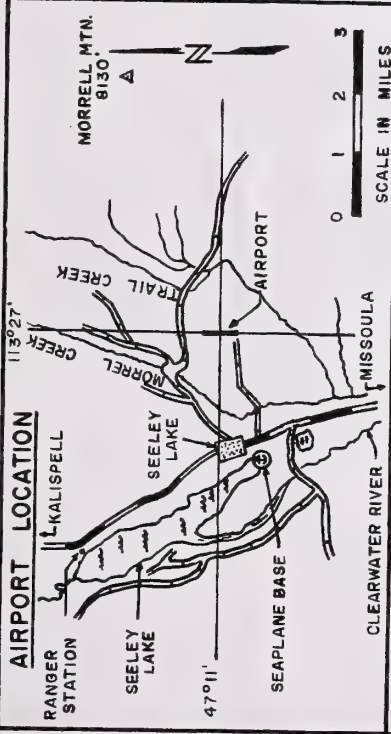 AIRPORT LOCATION
RANGER
STATION
KALISPELL
113°27'
MORRELL MTN.
8130'
N
SEELEY
LAKE
SEELEY
LAKE
MORREL
CREEK
TRAIL
CREEK
47°11'
AIRPORT
SEAPLANE BASE
CLEARWATER RIVER
MISSOULA
0 1 2 3
SCALE IN MILES